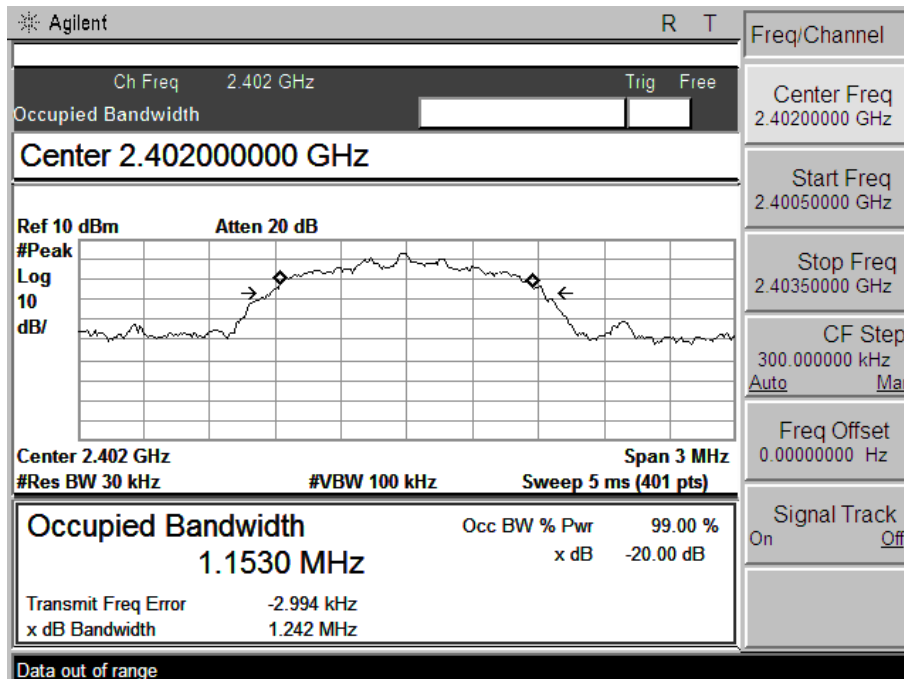 Agilent R T
Ch Freq 2.402 GHz Trig Free
Occupied Bandwidth
Center 2.402000000 GHz
Ref 10 dBm Atten 20 dB
#Peak
Log
10
dB/
Center 2.402 GHz Span 3 MHz
#Res BW 30 kHz #VBW 100 kHz Sweep 5 ms (401 pts)
Occupied Bandwidth
1.1530 MHz
Occ BW % Pwr 99.00 %
x dB -20.00 dB
Transmit Freq Error -2.994 kHz
x dB Bandwidth 1.242 MHz
Data out of range
Freq/Channel
Center Freq
2.40200000 GHz
Start Freq
2.40050000 GHz
Stop Freq
2.40350000 GHz
CF Step
300.000000 kHz
Auto Mar
Freq Offset
0.00000000 Hz
Signal Track
On Off